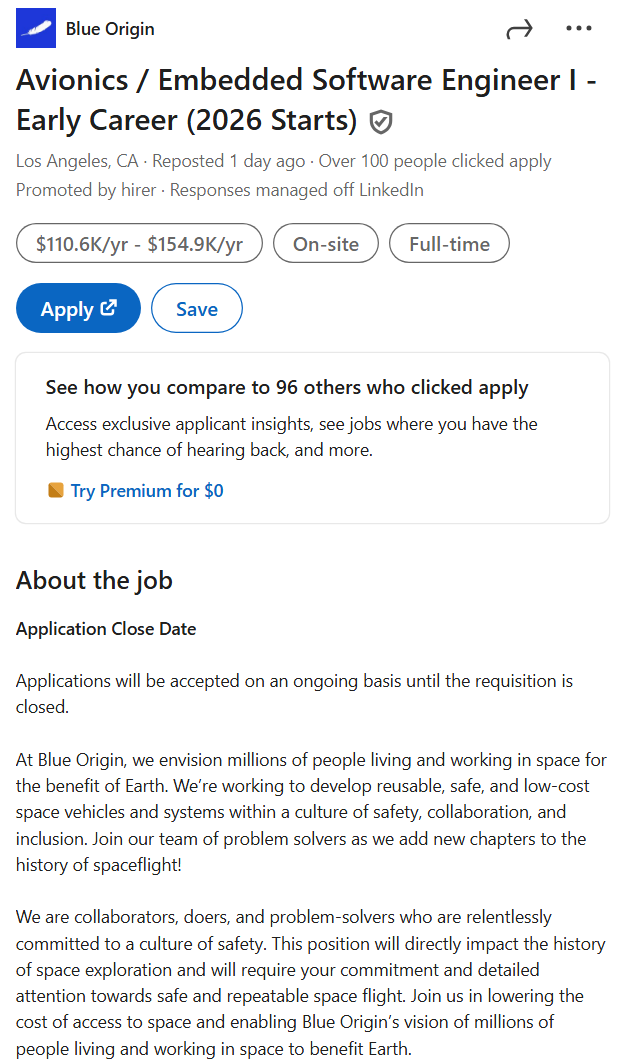 Blue Origin
Avionics / Embedded Software Engineer I -
Early Career (2026 Starts)
Los Angeles, CA · Reposted 1 day ago · Over 100 people clicked apply
Promoted by hirer · Responses managed off LinkedIn
$110.6K/yr - $154.9K/yr On-site Full-time
Apply Save
See how you compare to 96 others who clicked apply
Access exclusive applicant insights, see jobs where you have the
highest chance of hearing back, and more.
Try Premium for $0
About the job
Application Close Date
Applications will be accepted on an ongoing basis until the requisition is
closed.
At Blue Origin, we envision millions of people living and working in space for
the benefit of Earth. We’re working to develop reusable, safe, and low-cost
space vehicles and systems within a culture of safety, collaboration, and
inclusion. Join our team of problem solvers as we add new chapters to the
history of spaceflight!
We are collaborators, doers, and problem-solvers who are relentlessly
committed to a culture of safety. This position will directly impact the history
of space exploration and will require your commitment and detailed
attention towards safe and repeatable space flight. Join us in lowering the
cost of access to space and enabling Blue Origin’s vision of millions of
people living and working in space to benefit Earth.